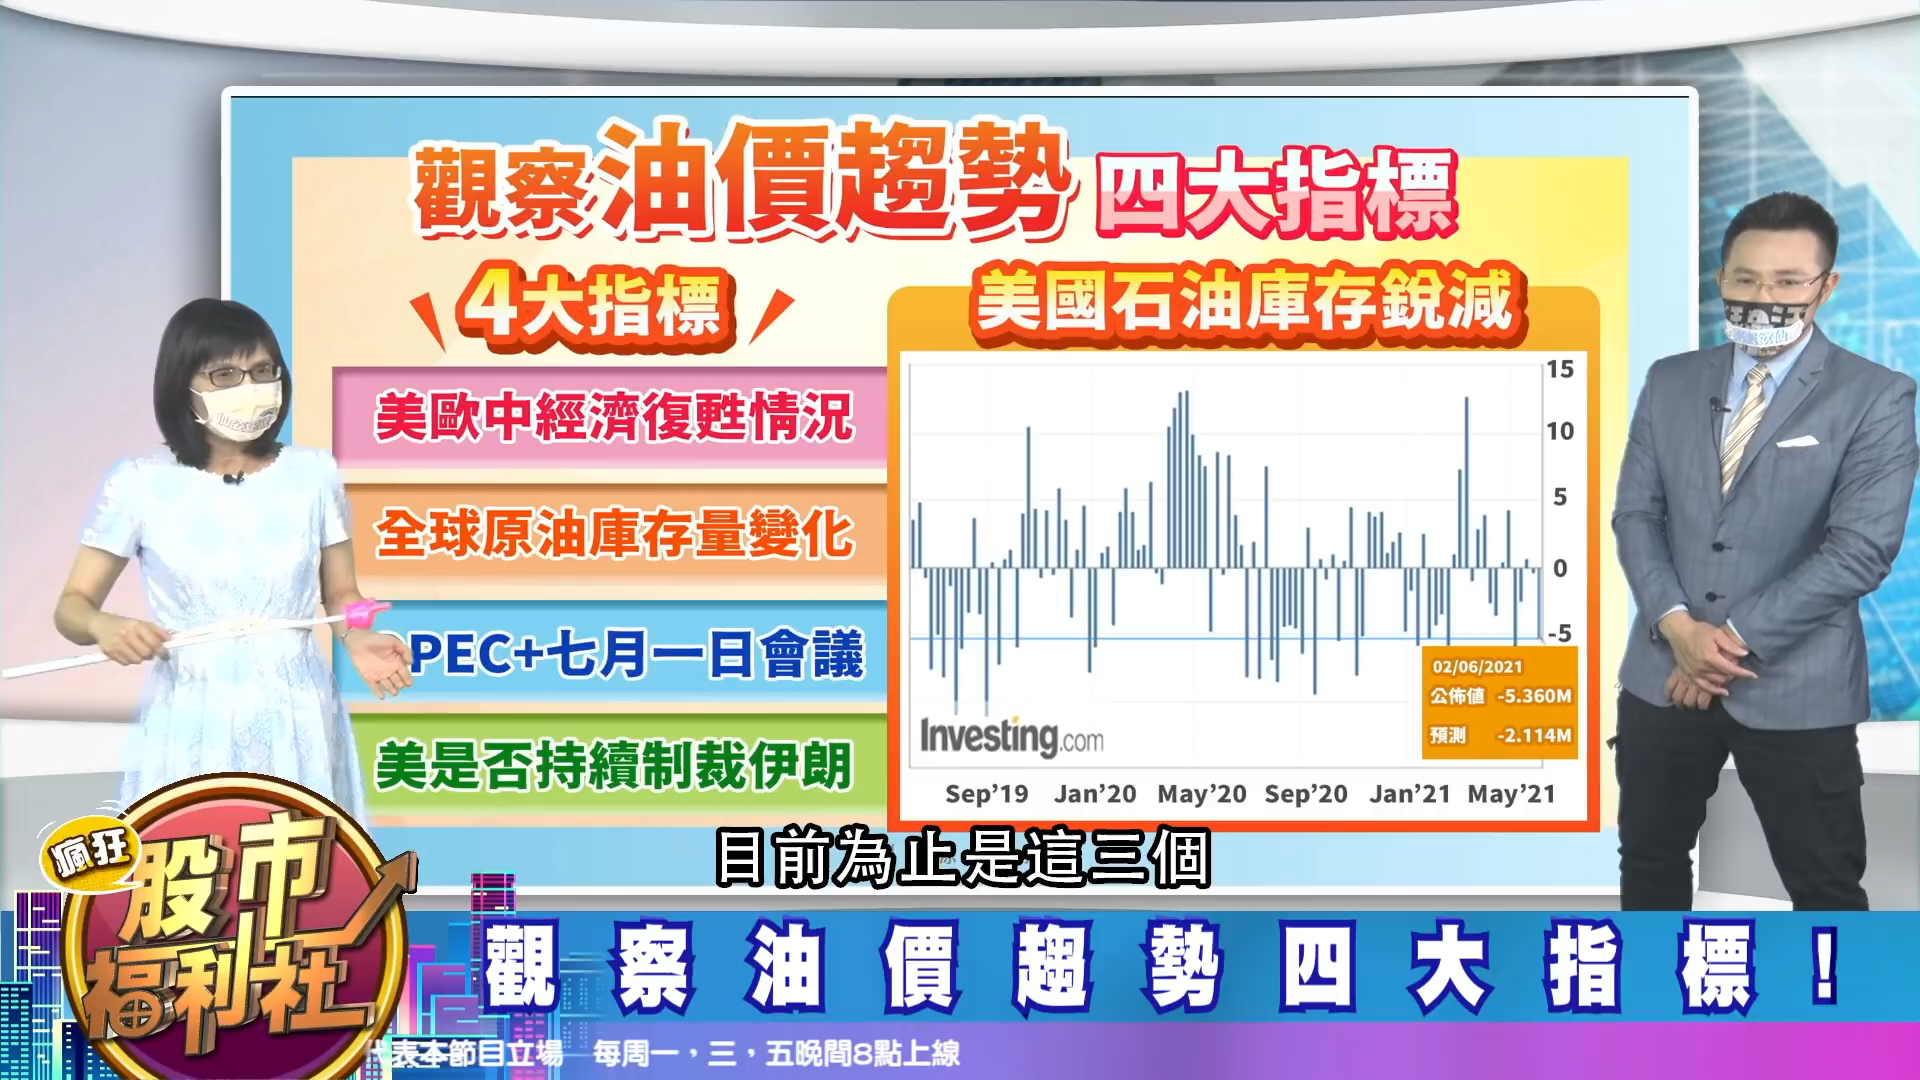 觀察油價趨勢四大指標
4大指標
美歐中經濟復甦情況
全球原油庫存量變化
PEC+七月一日會議
美是否持續制裁伊朗
美國石油庫存銳減
15
10
5
0
-5
02/06/2021
公佈値 -5.360M
預測 -2.114M
Investing.com
Sep’19 Jan’20 May’20 Sep’20 Jan’21 May’21
目前為止是這三個
瘋狂
股市
福利社
觀察油價趨勢四大指標！
代表本節目立場 每周一，三，五晚間8點上線